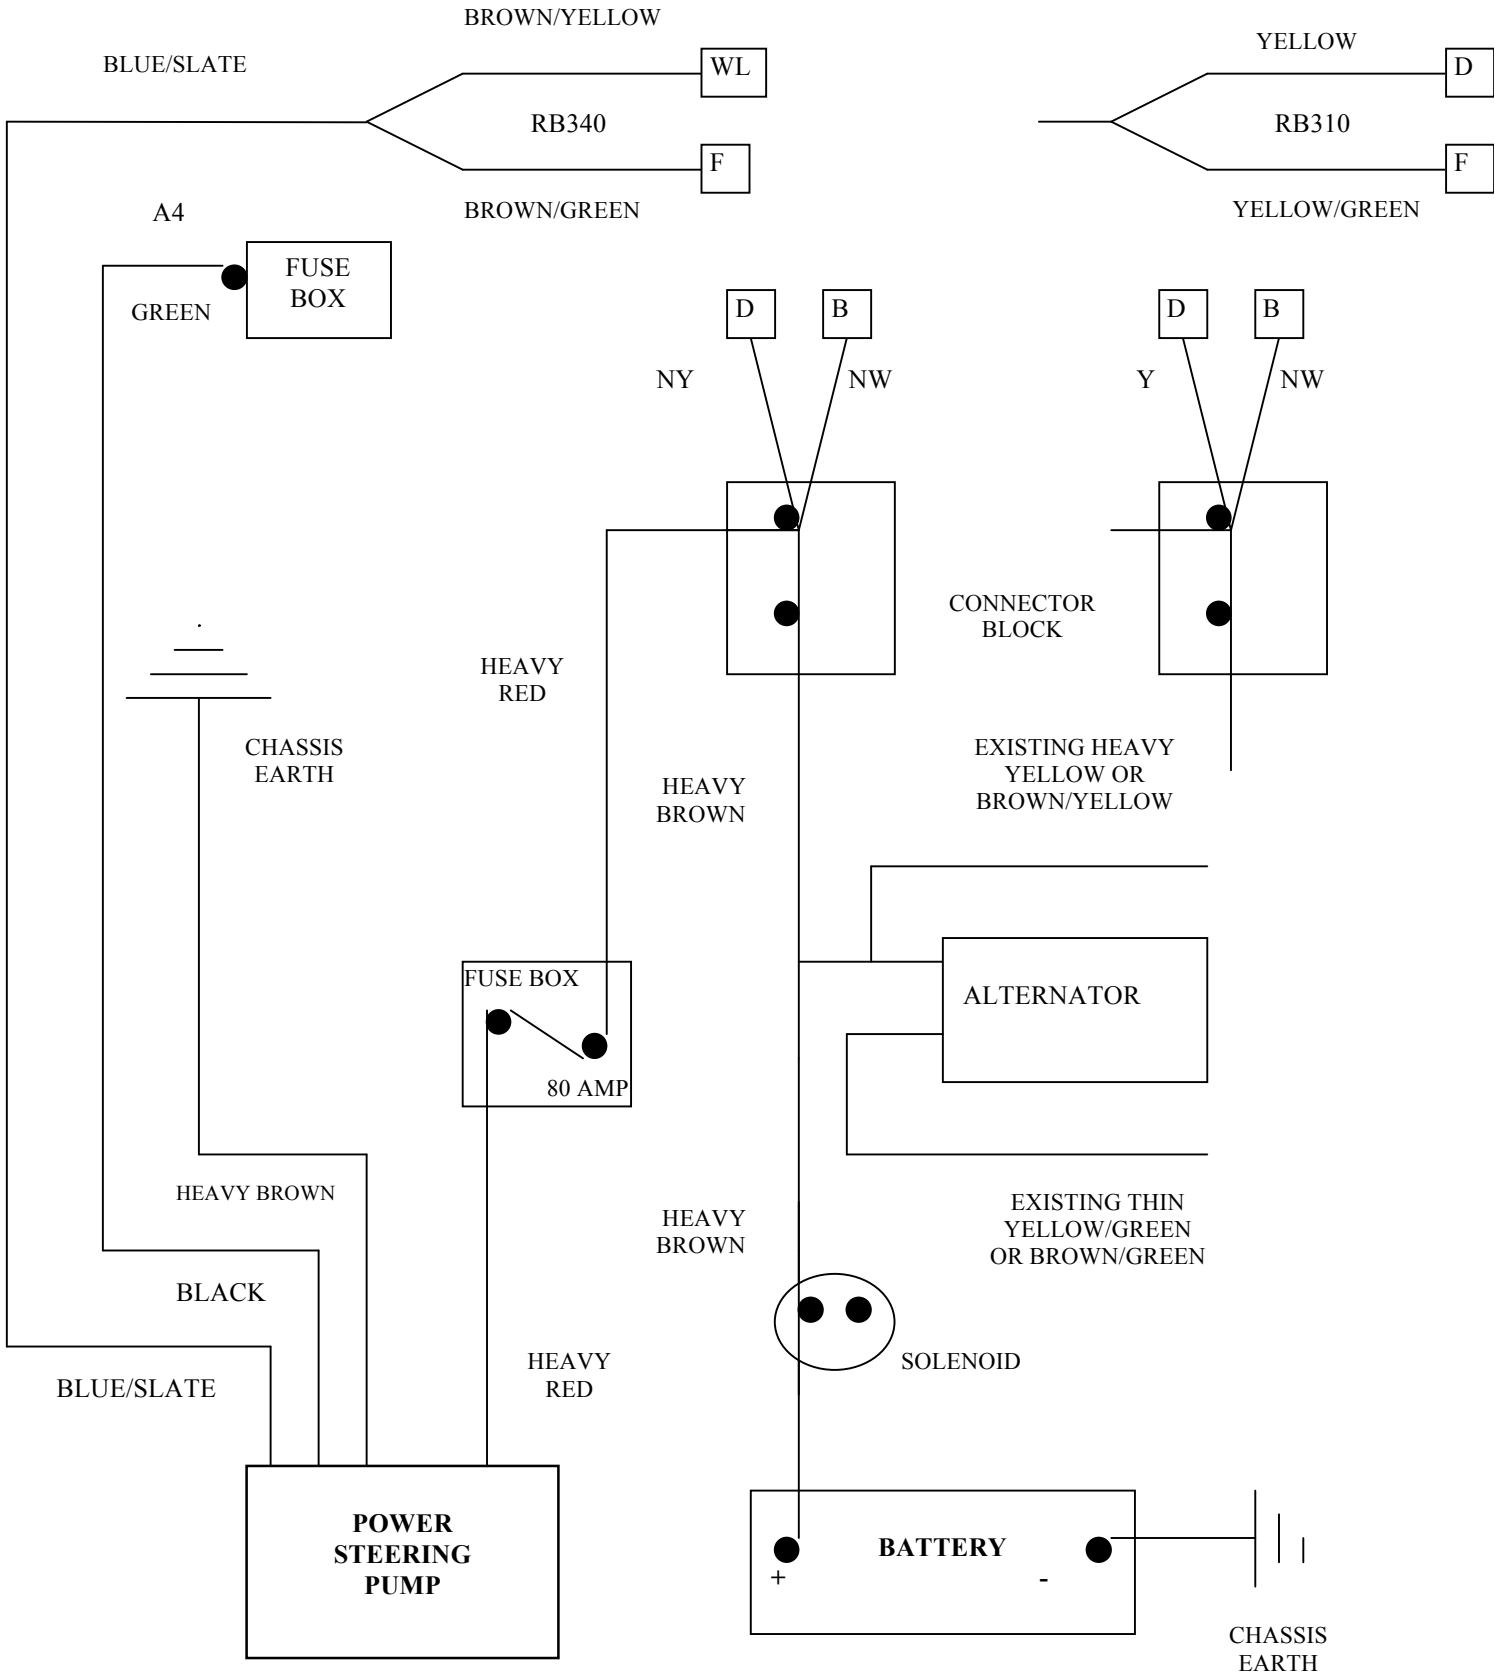 BROWN/YELLOW
BLUE/SLATE
WL
YELLOW
D
RB340
RB310
F
F
A4
BROWN/GREEN
YELLOW/GREEN
FUSE
BOX
GREEN
D
B
D
B
NY
NW
Y
NW
CONNECTOR
BLOCK
HEAVY
RED
CHASSIS
EARTH
EXISTING HEAVY
YELLOW OR
BROWN/YELLOW
HEAVY
BROWN
FUSE BOX
80 AMP
ALTERNATOR
HEAVY BROWN
HEAVY
BROWN
EXISTING THIN
YELLOW/GREEN
OR BROWN/GREEN
BLACK
BLUE/SLATE
HEAVY
RED
SOLENOID
POWER
STEERING
PUMP
BATTERY
+
-
CHASSIS
EARTH